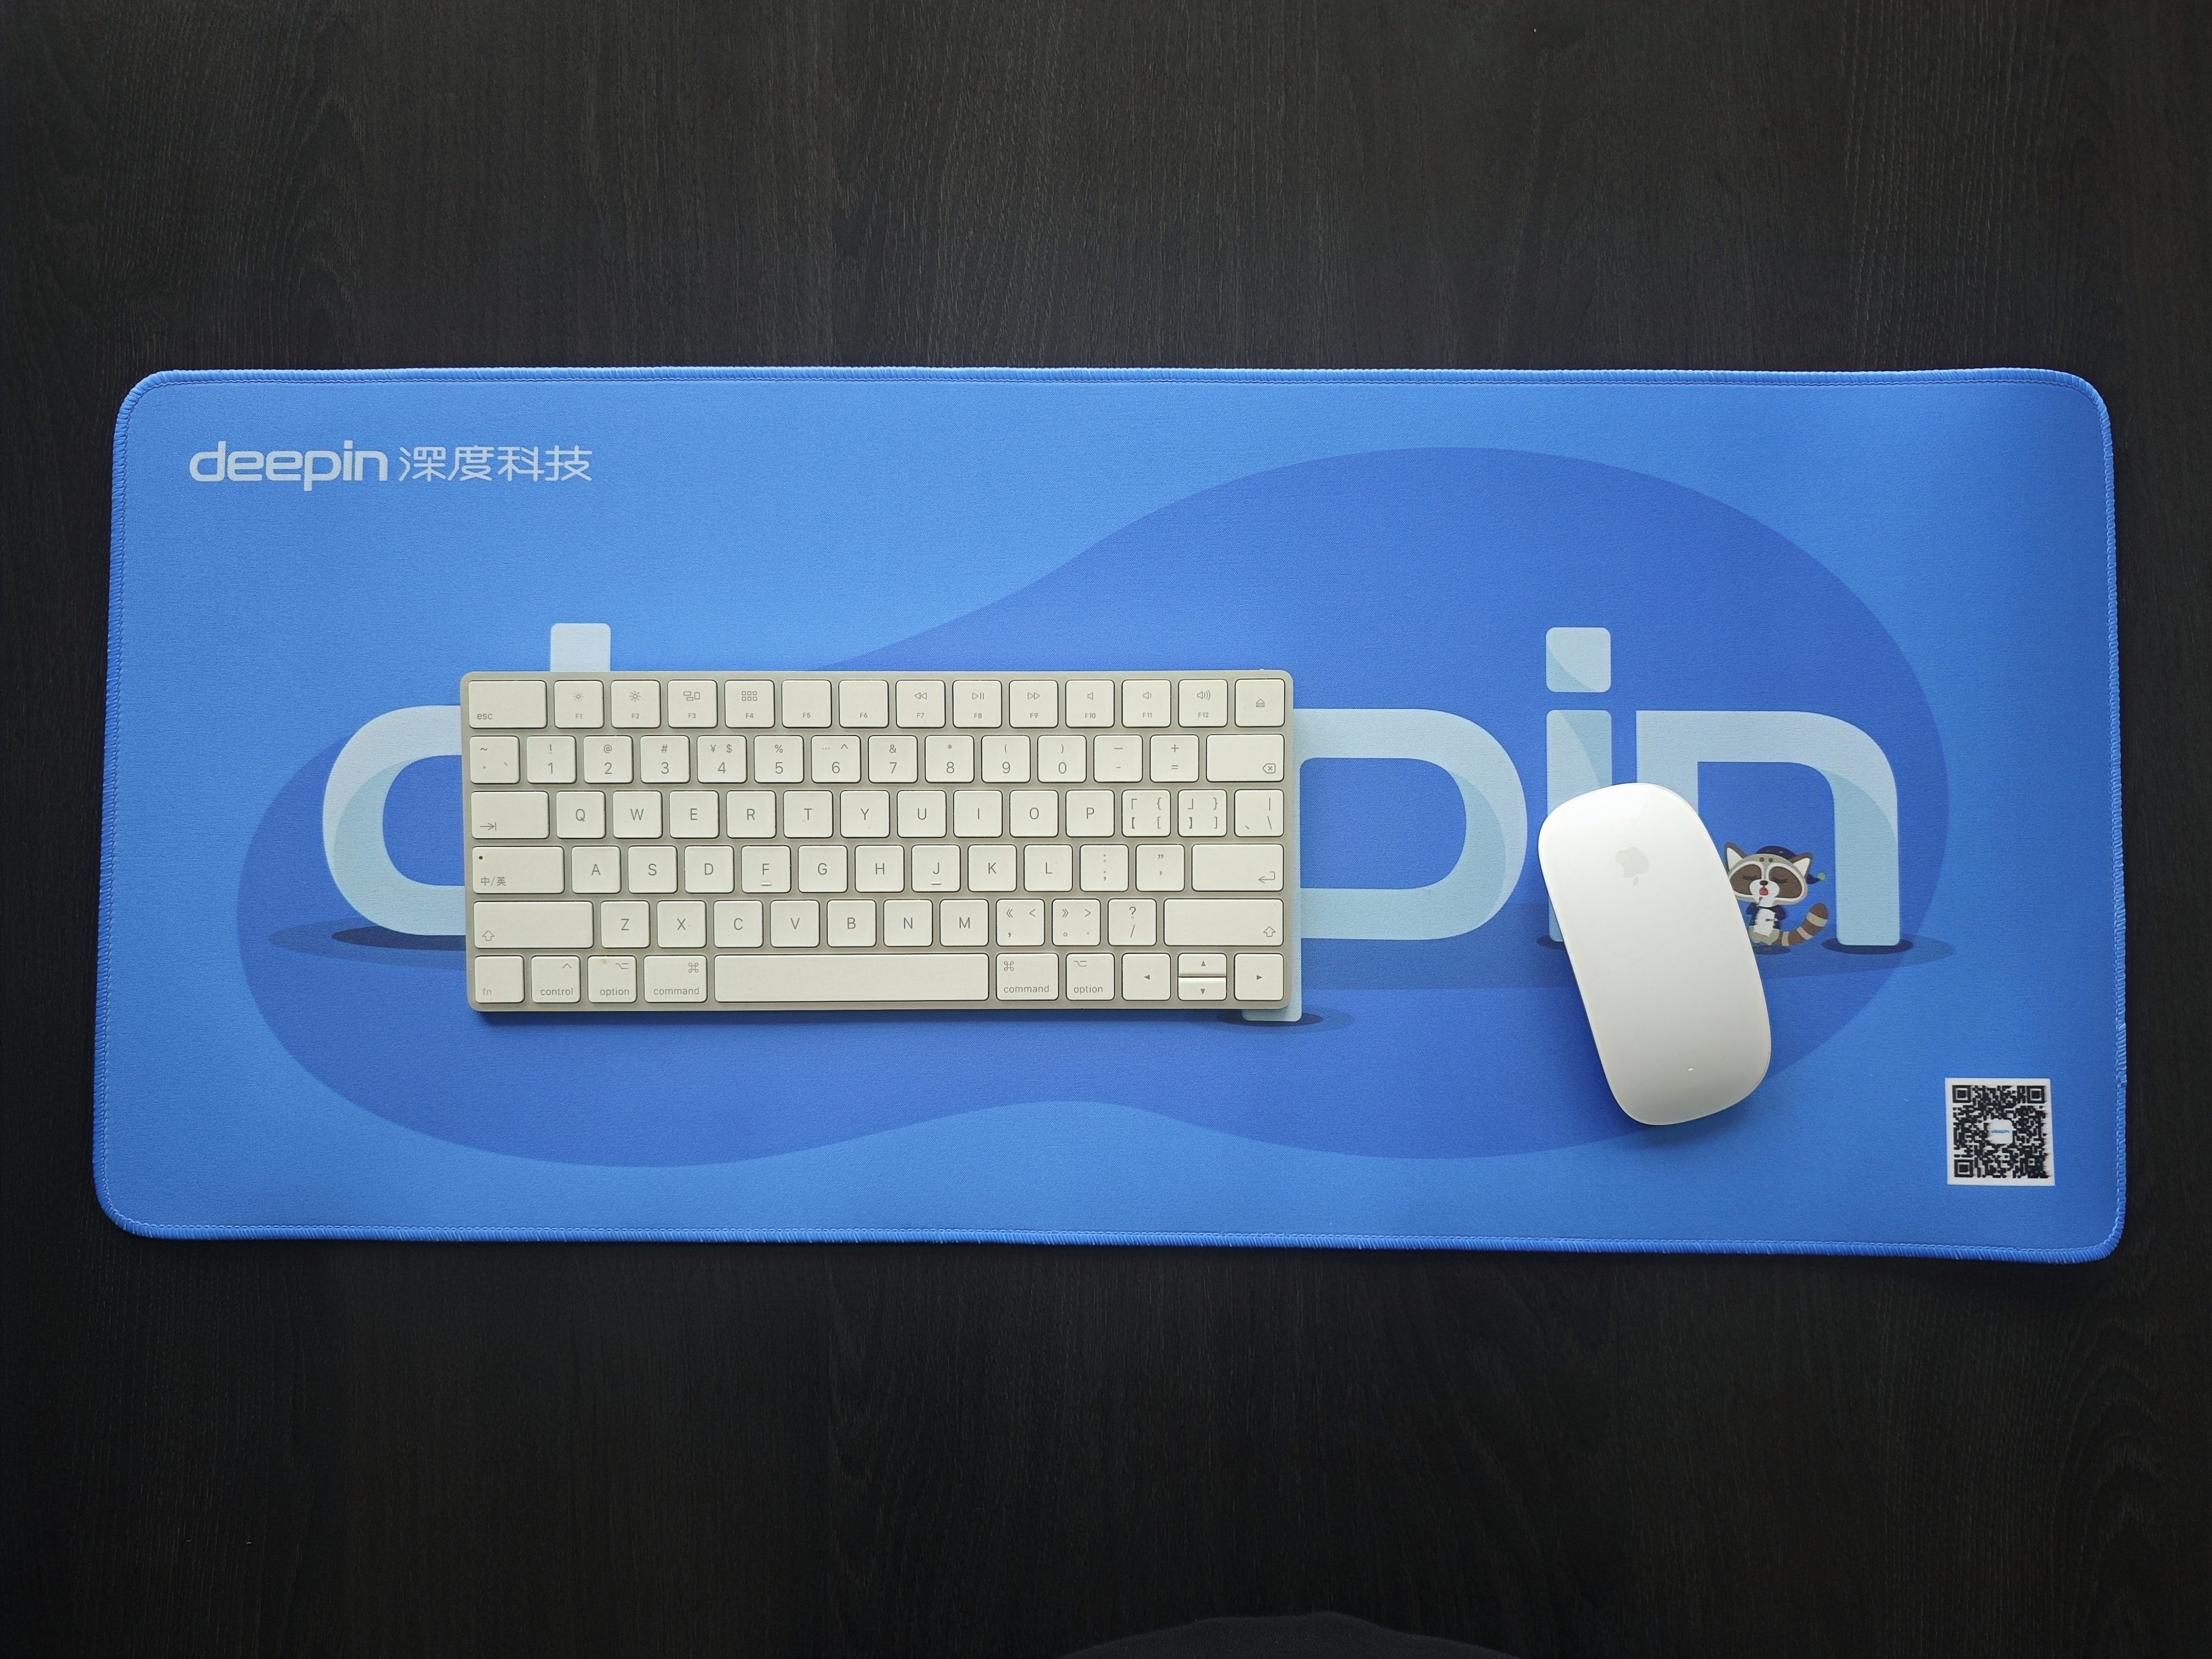 deepin 深度科技
d pin
esc F1 F2 F3 F4 F5 F6 F7 F8 F9 F10 F11 F12
~ ! @ # ¥ $ % … ^ & * ( ) — +
· ` 1 2 3 4 5 6 7 8 9 0 - =
Q W E R T Y U I O P 「 { 」 } |
【 [ 】 ] 、 \
中/英 A S D F G H J K L : ; " '
Z X C V B N M 《 < , 》 > 。 . ? /
fn control option command command option